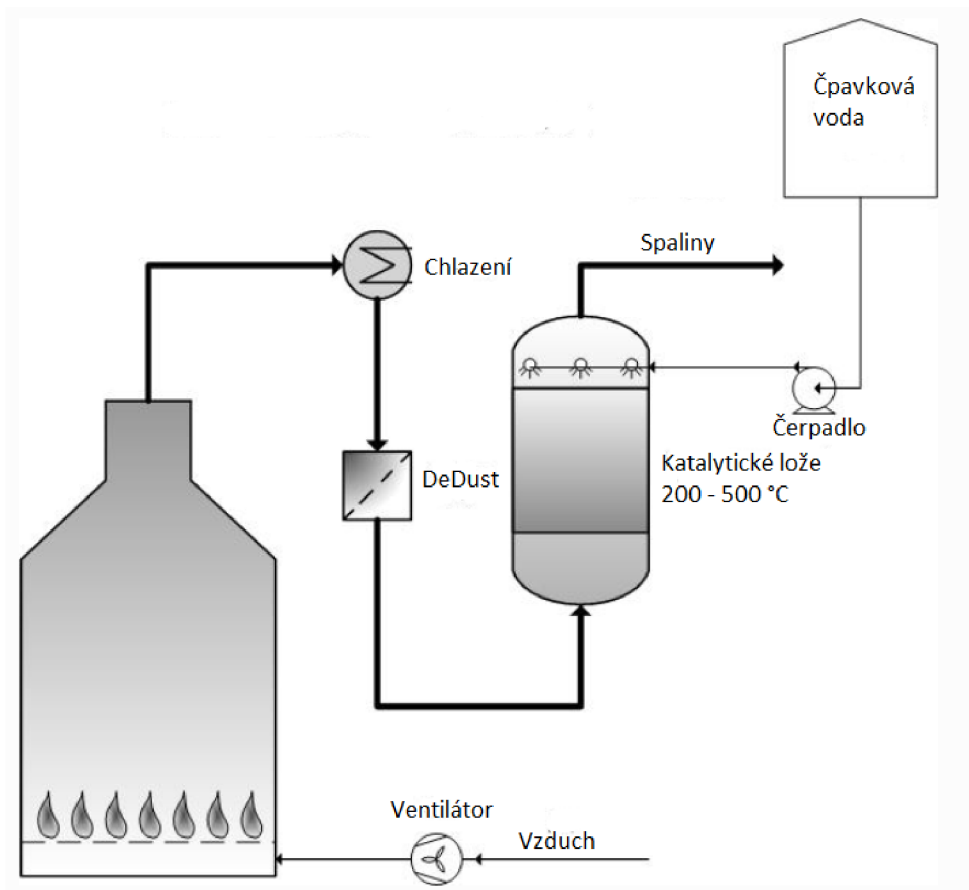 Čpavková
voda
Spaliny
Chlazení
Čerpadlo
Katalytické lože
200 - 500 °C
DeDust
Ventilátor
Vzduch